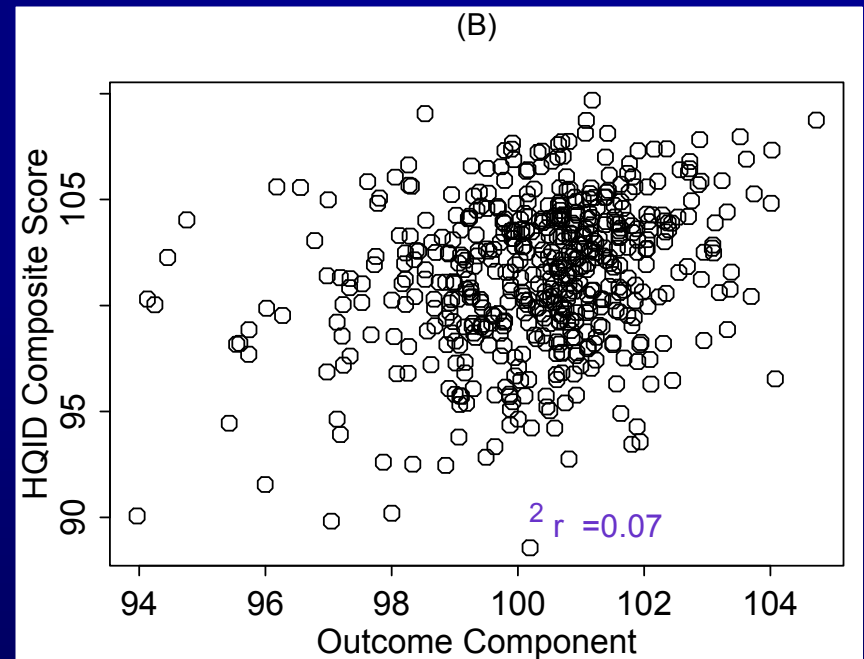 (B)
HQID Composite Score
105
95
90
2 r =0.07
94 96 98 100 102 104
Outcome Component